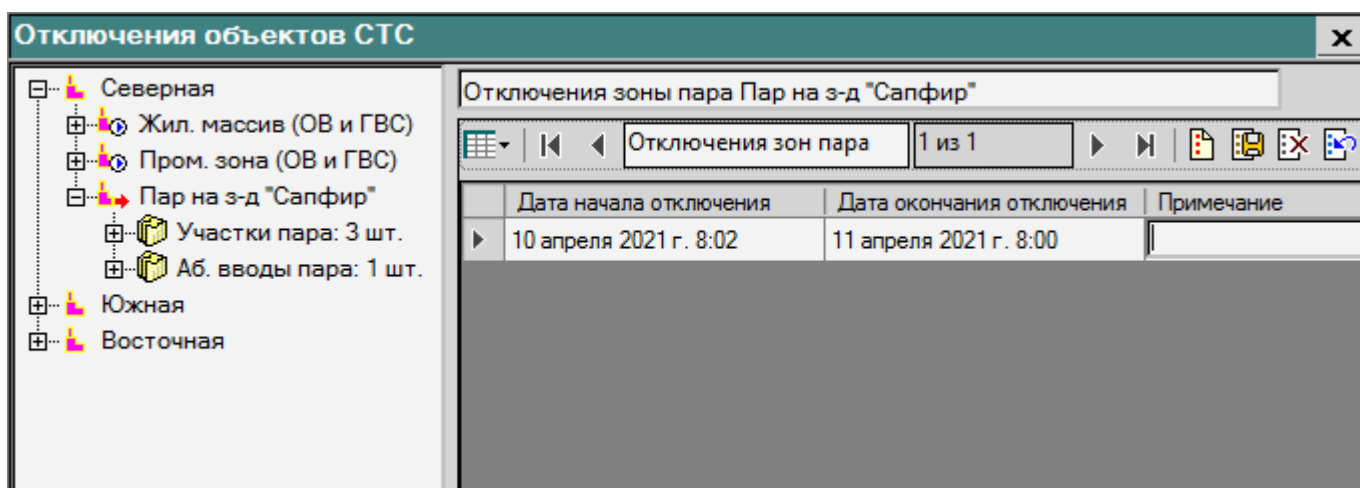 Отключения объектов СТС
Северная
Жил. массив (ОВ и ГВС)
Пром. зона (ОВ и ГВС)
Пар на з-д "Сапфир"
Участки пара: 3 шт.
Аб. вводы пара: 1 шт.
Южная
Восточная
Отключения зоны пара Пар на з-д "Сапфир"
Отключения зон пара 1 из 1
Дата начала отключения Дата окончания отключения Примечание
10 апреля 2021 г. 8:02 11 апреля 2021 г. 8:00